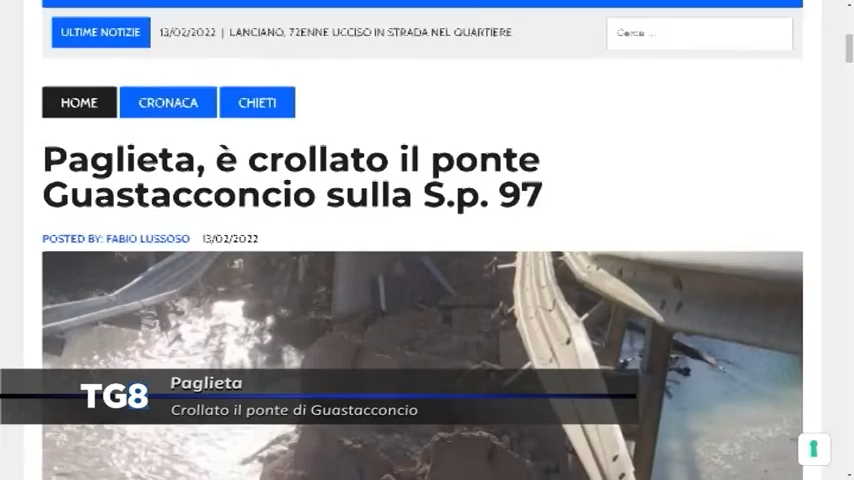 ULTIME NOTIZIE 13/02/2022 | LANCIANO, 72ENNE UCCISO IN STRADA NEL QUARTIERE Cerca ...
HOME CRONACA CHIETI
Paglieta, è crollato il ponte
Guastacconcio sulla S.p. 97
POSTED BY: FABIO LUSSOSO 13/02/2022
TG8
Paglieta
Crollato il ponte di Guastacconcio